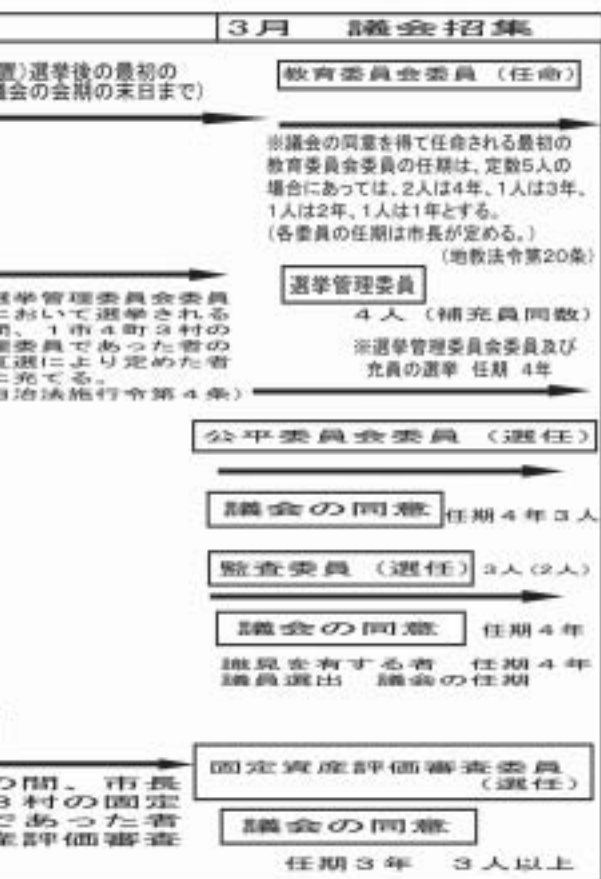 3月 議会招集
置)選挙後の最初の
議会の会期の末日まで)
教育委員会委員 (任命)
※議会の同意を得て任命される最初の
教育委員会委員の任期は、定数5人の
場合にあっては、2人は4年、1人は3年、
1人は2年、1人は1年とする。
(各委員の任期は市長が定める。)
(地教法令第20条)
選挙管理委員会委員
において選挙される
間、1市4町3村の
理委員であった者の
互選により定めた者
に充てる。
自治法施行令第4条)
選挙管理委員
4人 (補充員同数)
※選挙管理委員会委員及び
充員の選挙 任期 4年
公平委員会委員 (選任)
議会の同意 任期4年3人
監査委員 (選任) 3人(2人)
議会の同意 任期4年
識見を有する者 任期4年
議員選出 議会の任期
の間、市長
3村の固定
であった者
産評価審査
固定資産評価審査委員
(選任)
議会の同意
任期3年 3人以上